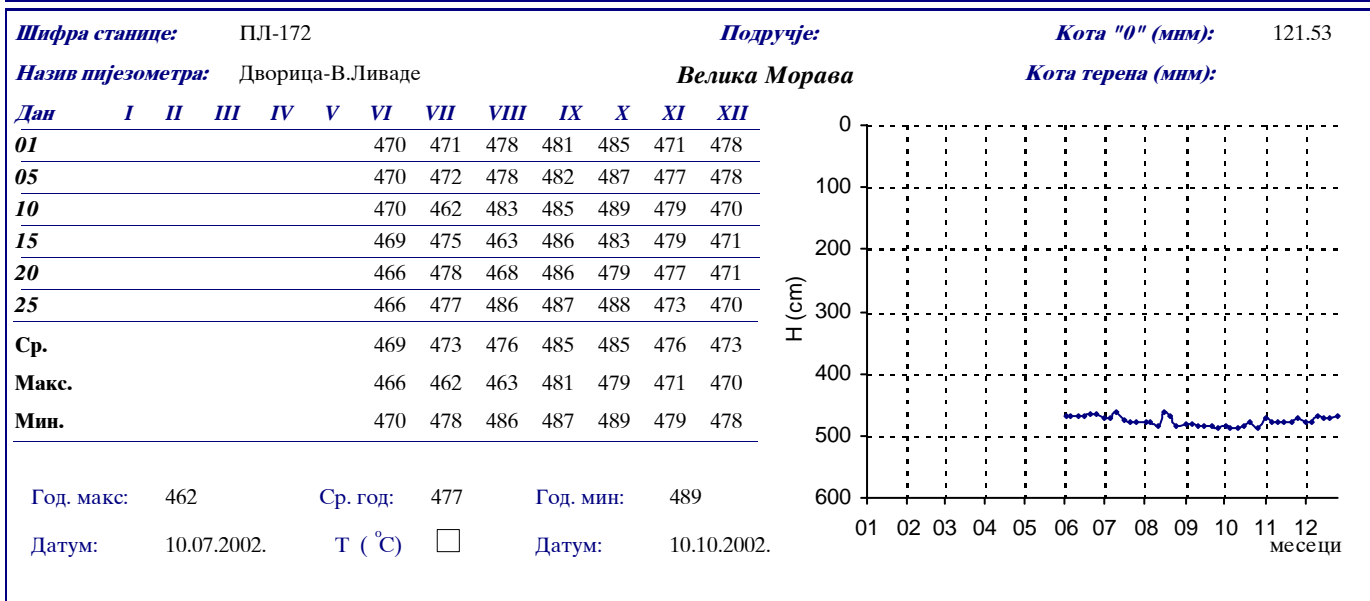 Шифра станице: ПЛ-172 Подручје: Кота "0" (мнм): 121.53
Назив пијезометра: Дворица-В.Ливаде Велика Морава Кота терена (мнм):
Дан I II III IV V VI VII VIII IX X XI XII
01 470 471 478 481 485 471 478
05 470 472 478 482 487 477 478
10 470 462 483 485 489 479 470
15 469 475 463 486 483 479 471
20 466 478 468 486 479 477 471
25 466 477 486 487 488 473 470
Ср. 469 473 476 485 485 476 473
Макс. 466 462 463 481 479 471 470
Мин. 470 478 486 487 489 479 478
Год. макс: 462 Ср. год: 477 Год. мин: 489
Датум: 10.07.2002. Т ( °C) Датум: 10.10.2002.
H (cm)
0
100
200
300
400
500
600
01 02 03 04 05 06 07 08 09 10 11 12
месеци